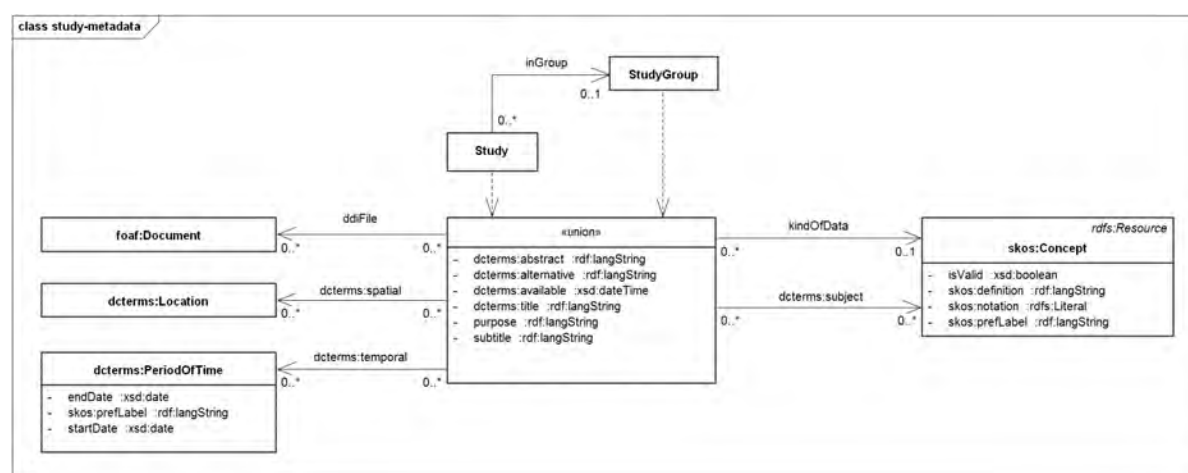 class study-metadata
inGroup
StudyGroup
0..1
0..*
Study
ddiFile
foaf:Document
0..*
0..*
dcterms:spatial
dcterms:Location
0..*
0..*
dcterms:temporal
dcterms:PeriodOfTime
0..*
0..*
- endDate :xsd:date
- skos:prefLabel :rdf:langString
- startDate :xsd:date
«union»
- dcterms:abstract :rdf:langString
- dcterms:alternative :rdf:langString
- dcterms:available :xsd:dateTime
- dcterms:title :rdf:langString
- purpose :rdf:langString
- subtitle :rdf:langString
kindOfData
0..*
0..1
dcterms:subject
0..*
0..*
rdfs:Resource
skos:Concept
- isValid :xsd:boolean
- skos:definition :rdf:langString
- skos:notation :rdfs:Literal
- skos:prefLabel :rdf:langString